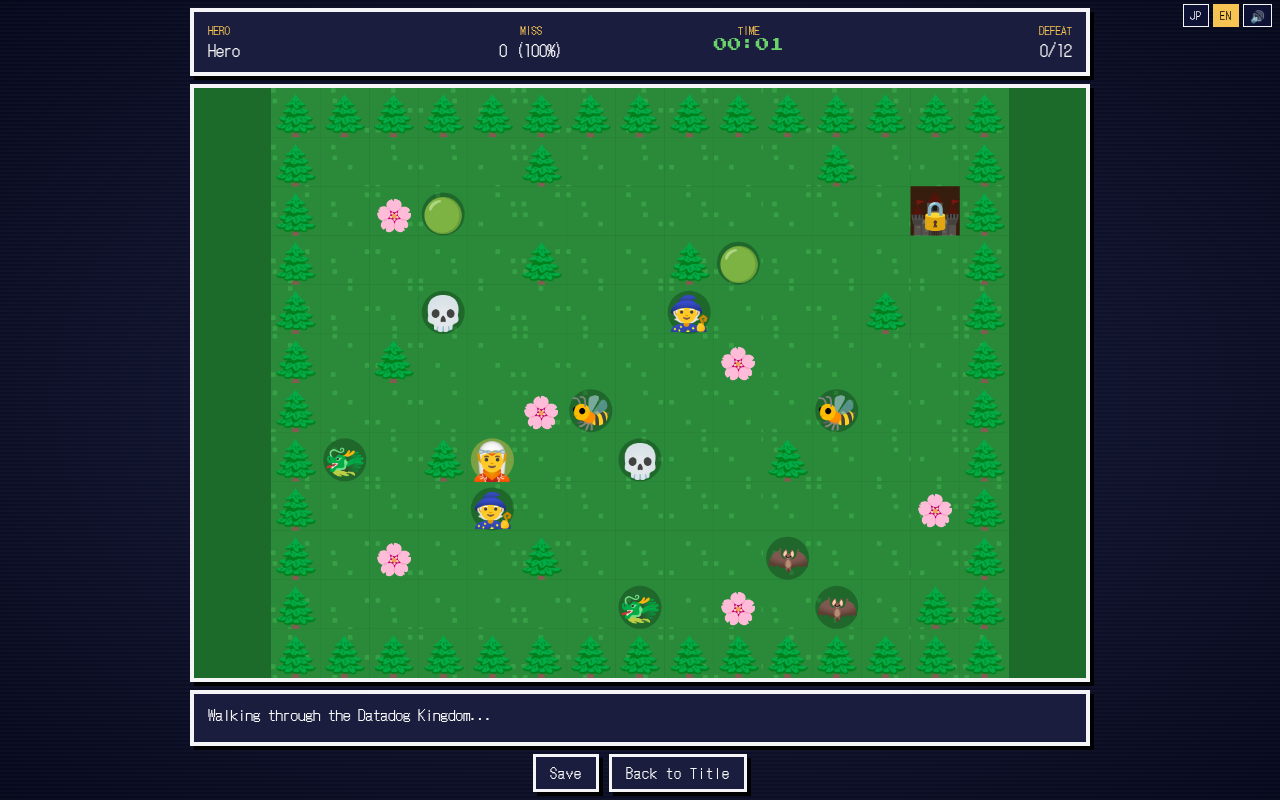 JP EN
HERO MISS TIME DEFEAT
Hero 0 (100%) 00:01 0/12
Walking through the Datadog Kingdom...
Save Back to Title